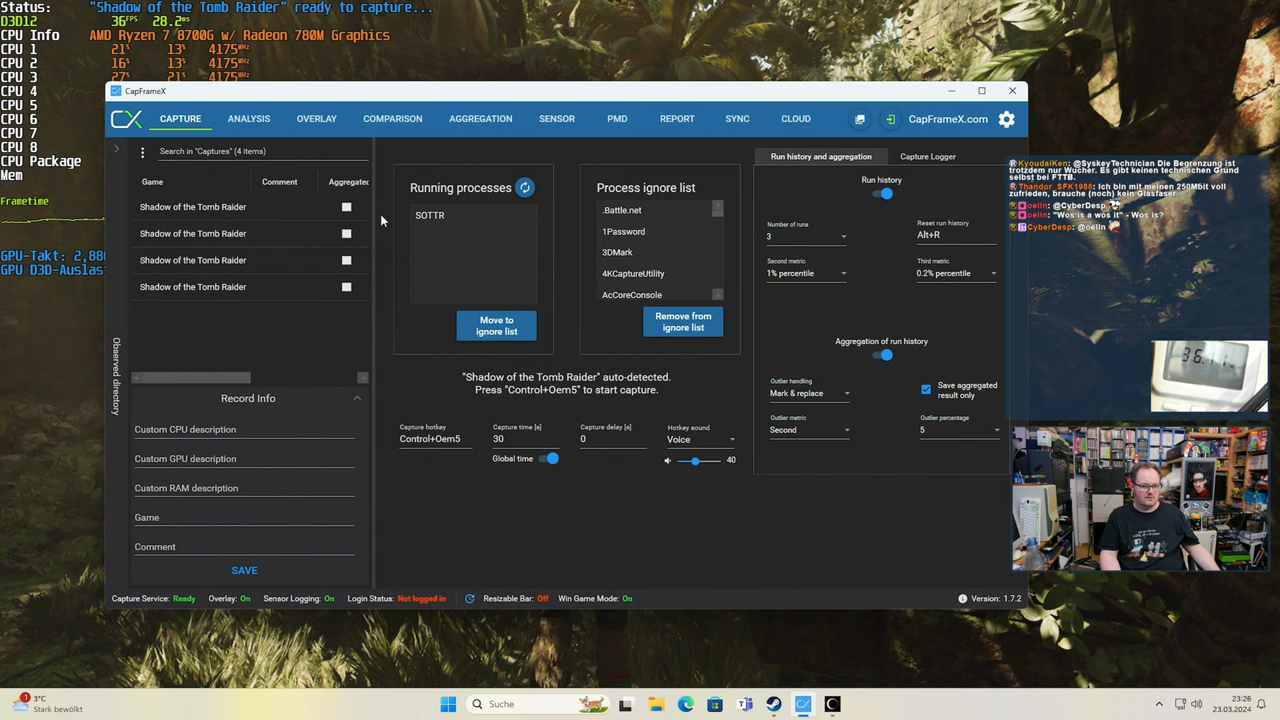 Status: "Shadow of the Tomb Raider" ready to capture...
D3D12 36FPS 28.2ms
CPU Info AMD Ryzen 7 8700G w/ Radeon 780M Graphics
CPU 1 21% 13% 4175MHz
CPU 2 16% 13% 4175MHz
CPU 3 27% 21% 4175MHz
CPU 4
CPU 5
CPU 6
CPU 7
CPU 8
CPU Package
Mem
Frametime
GPU-Takt: 2,88
GPU D3D-Auslast
CapFrameX
CX
CAPTURE
ANALYSIS
OVERLAY
COMPARISON
AGGREGATION
SENSOR
PMD
REPORT
SYNC
CLOUD
CapFrameX.com
Observed directory
Search in "Captures" (4 items)
Game Comment Aggregated
Shadow of the Tomb Raider
Shadow of the Tomb Raider
Shadow of the Tomb Raider
Shadow of the Tomb Raider
Record Info
Custom CPU description
Custom GPU description
Custom RAM description
Game
Comment
SAVE
Running processes
SOTTR
Move to
ignore list
Process ignore list
.Battle.net
1Password
3DMark
4KCaptureUtility
AcCoreConsole
Remove from
ignore list
"Shadow of the Tomb Raider" auto-detected.
Press "Control+Oem5" to start capture.
Capture hotkey
Control+Oem5
Capture time [s]
30
Global time
Capture delay [s]
0
Hotkey sound
Voice
40
Run history and aggregation
Capture Logger
Run history
Number of runs
3
Reset run history
Alt+R
Second metric
1% percentile
Third metric
0.2% percentile
Aggregation of run history
Outlier handling
Mark & replace
Save aggregated
result only
Outlier metric
Second
Outlier percentage
5
Capture Service: Ready
Overlay: On
Sensor Logging: On
Login Status: Not logged in
Resizable Bar: Off
Win Game Mode: On
Version: 1.7.2
KyoudaiKen: @SyskeyTechnician Die Begrenzung ist
trotzdem nur Wucher. Es gibt keinen technischen Grund
selbst bei FTTB.
Thandor_SFK1986: Ich bin mit meinen 250Mbit voll
zufrieden, brauche (noch) kein Glasfaser
oelin: @CyberDesp
oelin: "Wos is a wos it" - Wos is?
CyberDesp: @oelin
1
3°C
Stark bewölkt
Suche
23:26
23.03.2024